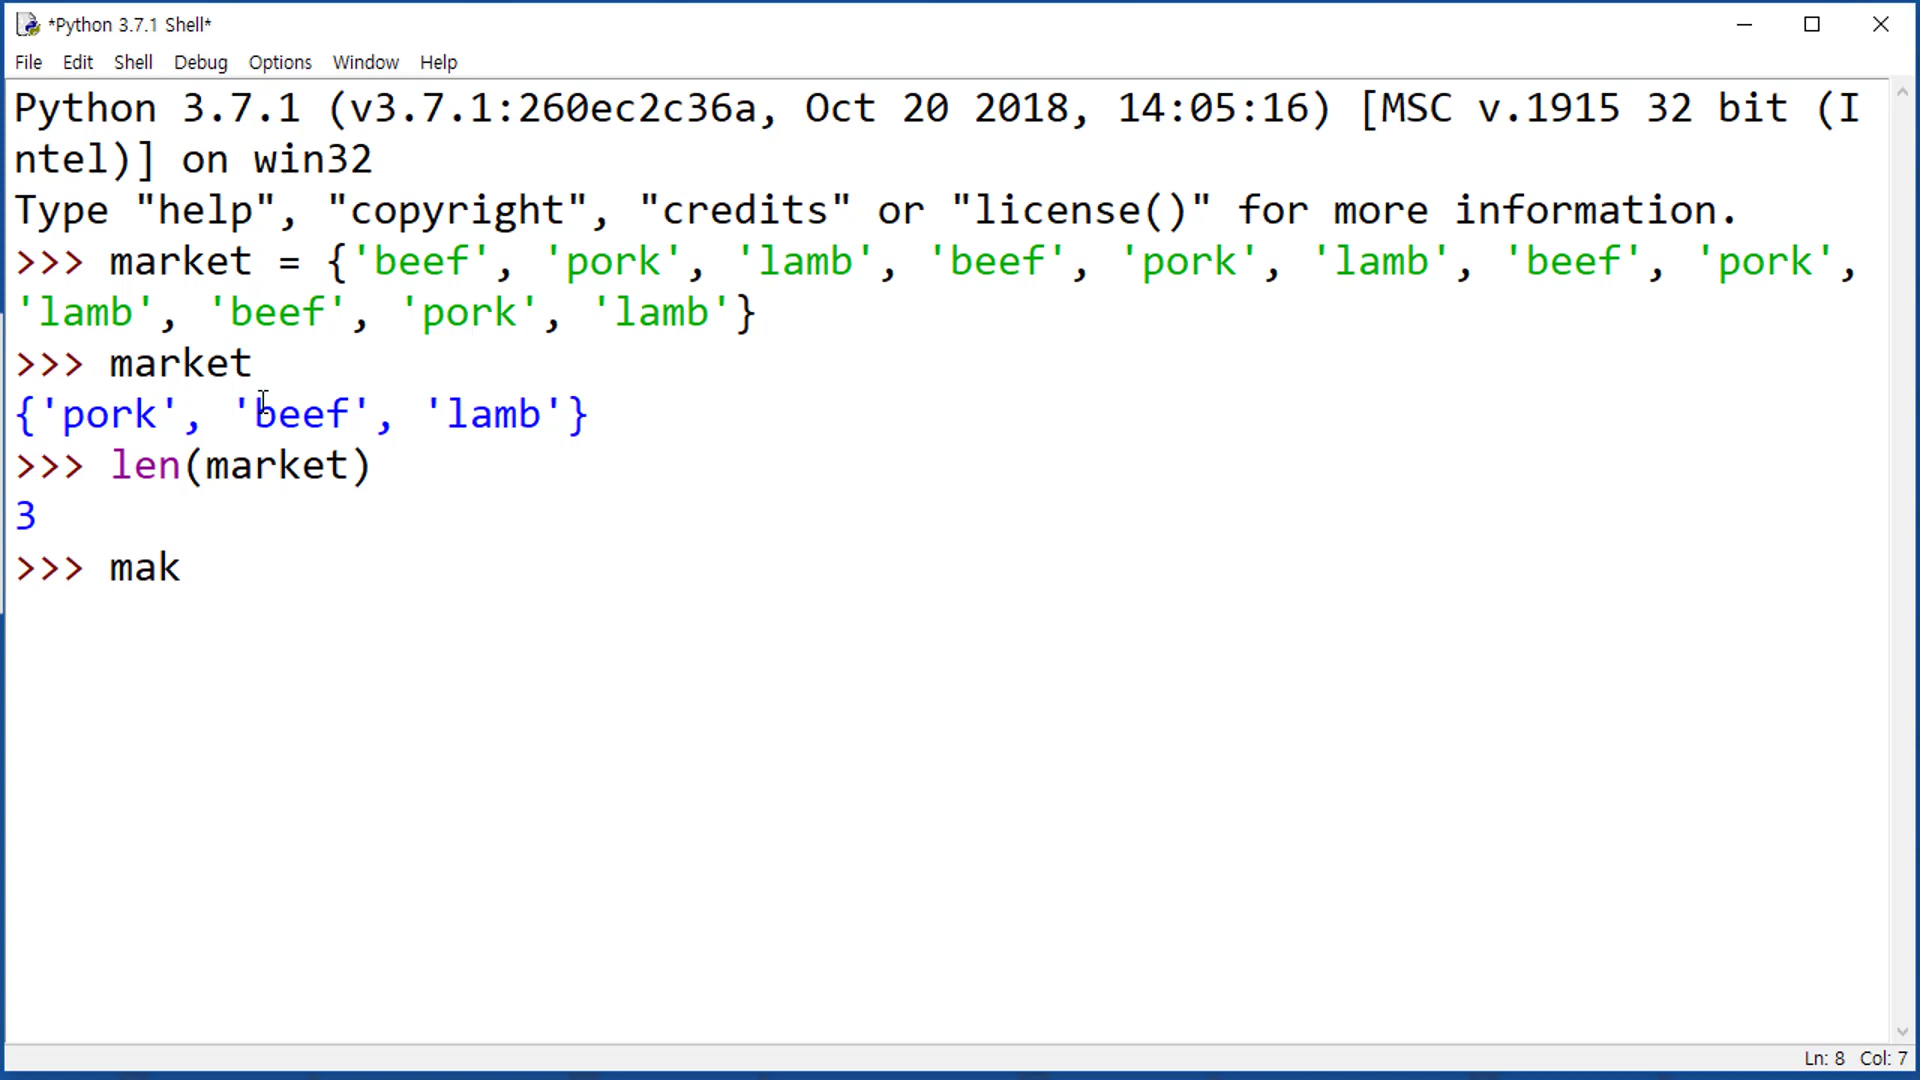 *Python 3.7.1 Shell*
File Edit Shell Debug Options Window Help
Python 3.7.1 (v3.7.1:260ec2c36a, Oct 20 2018, 14:05:16) [MSC v.1915 32 bit (I
ntel)] on win32
Type "help", "copyright", "credits" or "license()" for more information.
>>> market = {'beef', 'pork', 'lamb', 'beef', 'pork', 'lamb', 'beef', 'pork',
'lamb', 'beef', 'pork', 'lamb'}
>>> market
{'pork', 'beef', 'lamb'}
>>> len(market)
3
>>> mak
Ln: 8 Col: 7